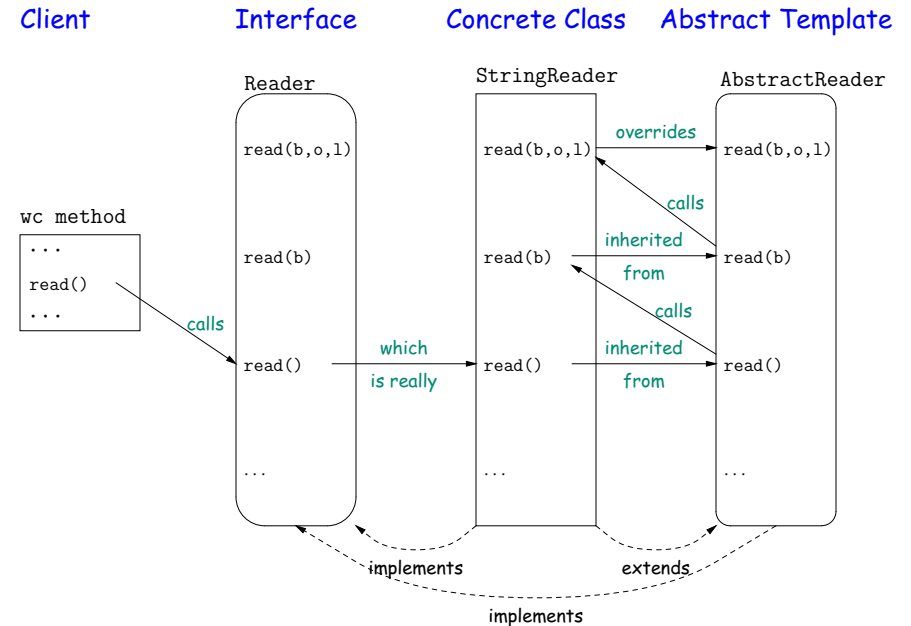 Client Interface Concrete Class Abstract Template
Reader StringReader AbstractReader
overrides
read(b,o,l) read(b,o,l) read(b,o,l)
calls
wc method
...
inherited
read(b) read(b) read(b)
from
read()
...
calls
calls
which inherited
read() read() read()
is really from
... ... ...
implements extends
implements